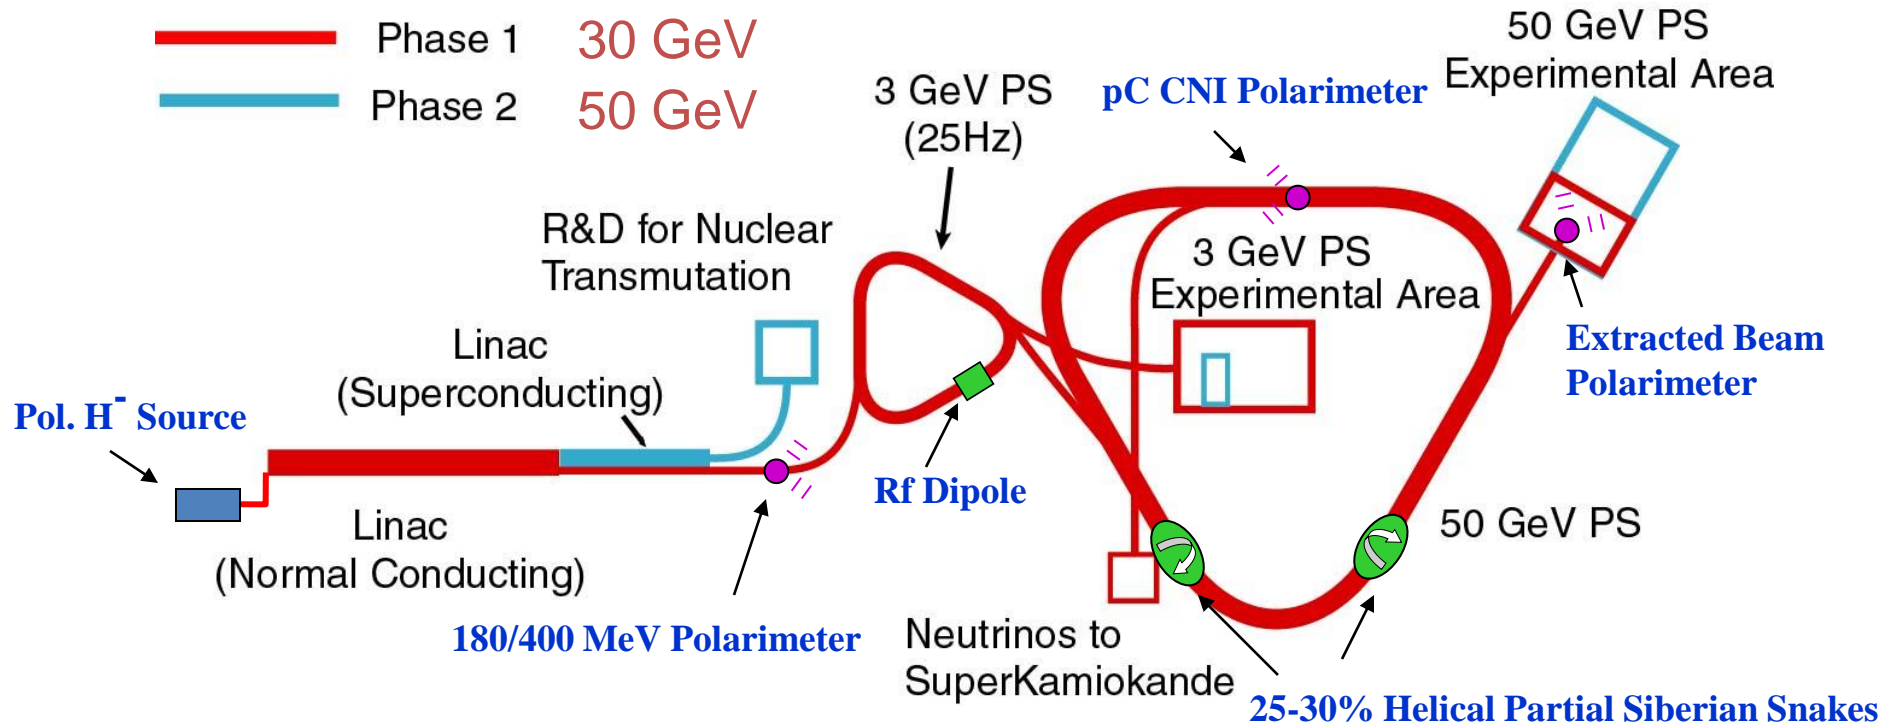 Phase 1 30 GeV
Phase 2 50 GeV
50 GeV PS
Experimental Area
3 GeV PS
(25Hz)
pC CNI Polarimeter
R&D for Nuclear
Transmutation
3 GeV PS
Experimental Area
Linac
(Superconducting)
Extracted Beam
Polarimeter
Pol. H⁻ Source
Rf Dipole
Linac
(Normal Conducting)
50 GeV PS
180/400 MeV Polarimeter
Neutrinos to
SuperKamiokande
25-30% Helical Partial Siberian Snakes